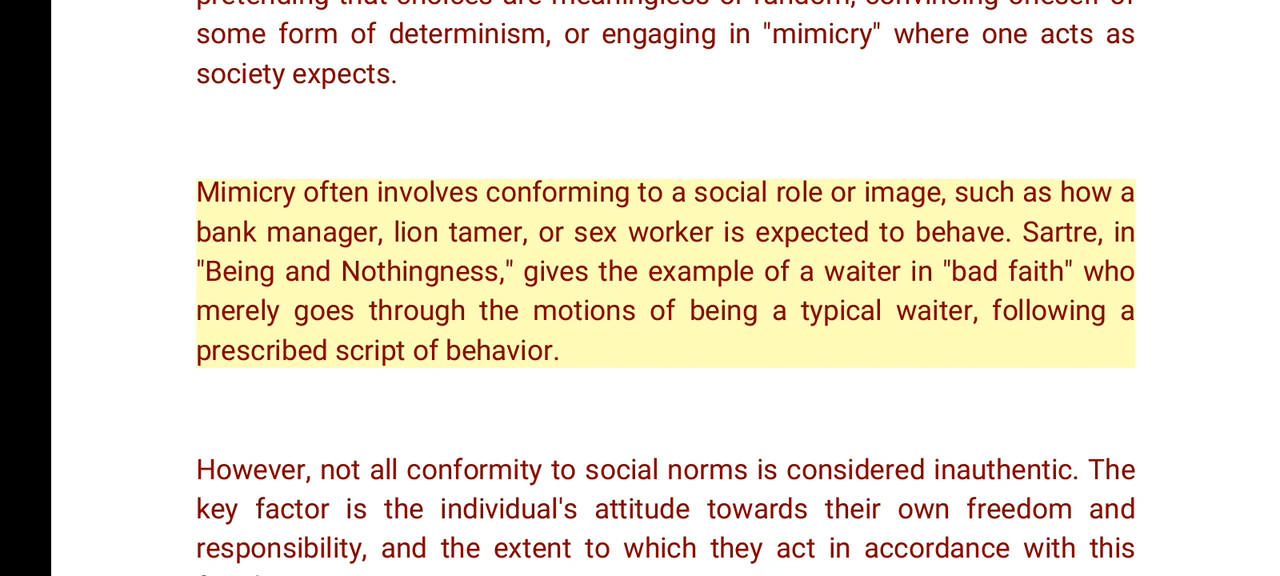 some form of determinism, or engaging in "mimicry" where one acts as
society expects.
Mimicry often involves conforming to a social role or image, such as how a
bank manager, lion tamer, or sex worker is expected to behave. Sartre, in
"Being and Nothingness," gives the example of a waiter in "bad faith" who
merely goes through the motions of being a typical waiter, following a
prescribed script of behavior.
However, not all conformity to social norms is considered inauthentic. The
key factor is the individual's attitude towards their own freedom and
responsibility, and the extent to which they act in accordance with this